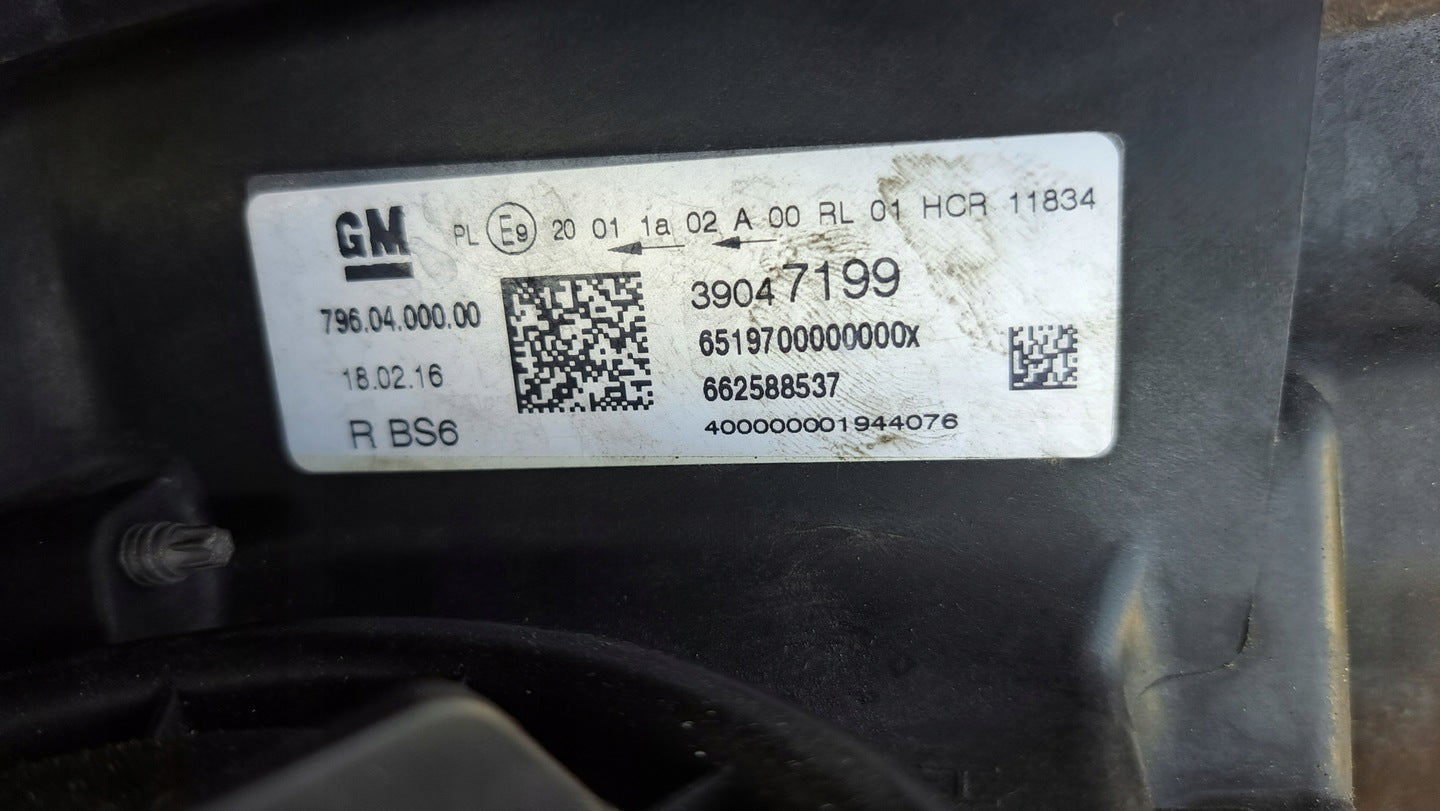 GM
PL E9 20 01 1a 02 A 00 RL 01 HCR 11834
39047199
796.04.000.00
6519700000000X
18.02.16
662588537
R BS6
400000001944076